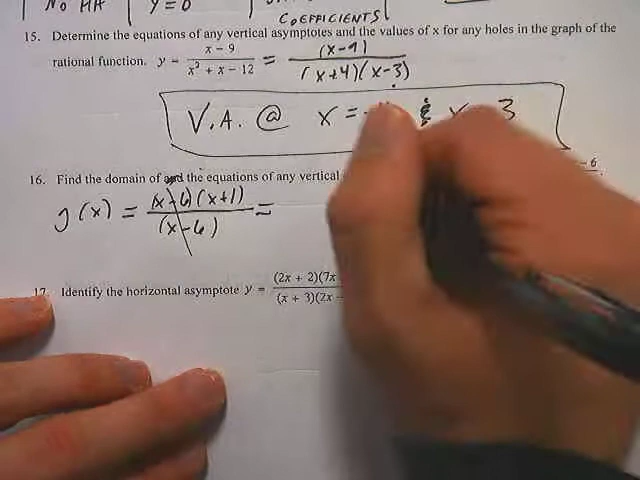 No HA | y = 0
COEFFICIENTS
15. Determine the equations of any vertical asymptotes and the values of x for any holes in the graph of the
rational function. y = x − 9 / x² + x − 12 = (x-9) / (x+4)(x-3)
V.A. @ x = & x 3
16. Find the domain of and the equations of any vertical − 6
g(x) = (x-6)(x+1) / (x-6) =
17. Identify the horizontal asymptote y = (2x + 2)(7x / (x + 3)(2x −